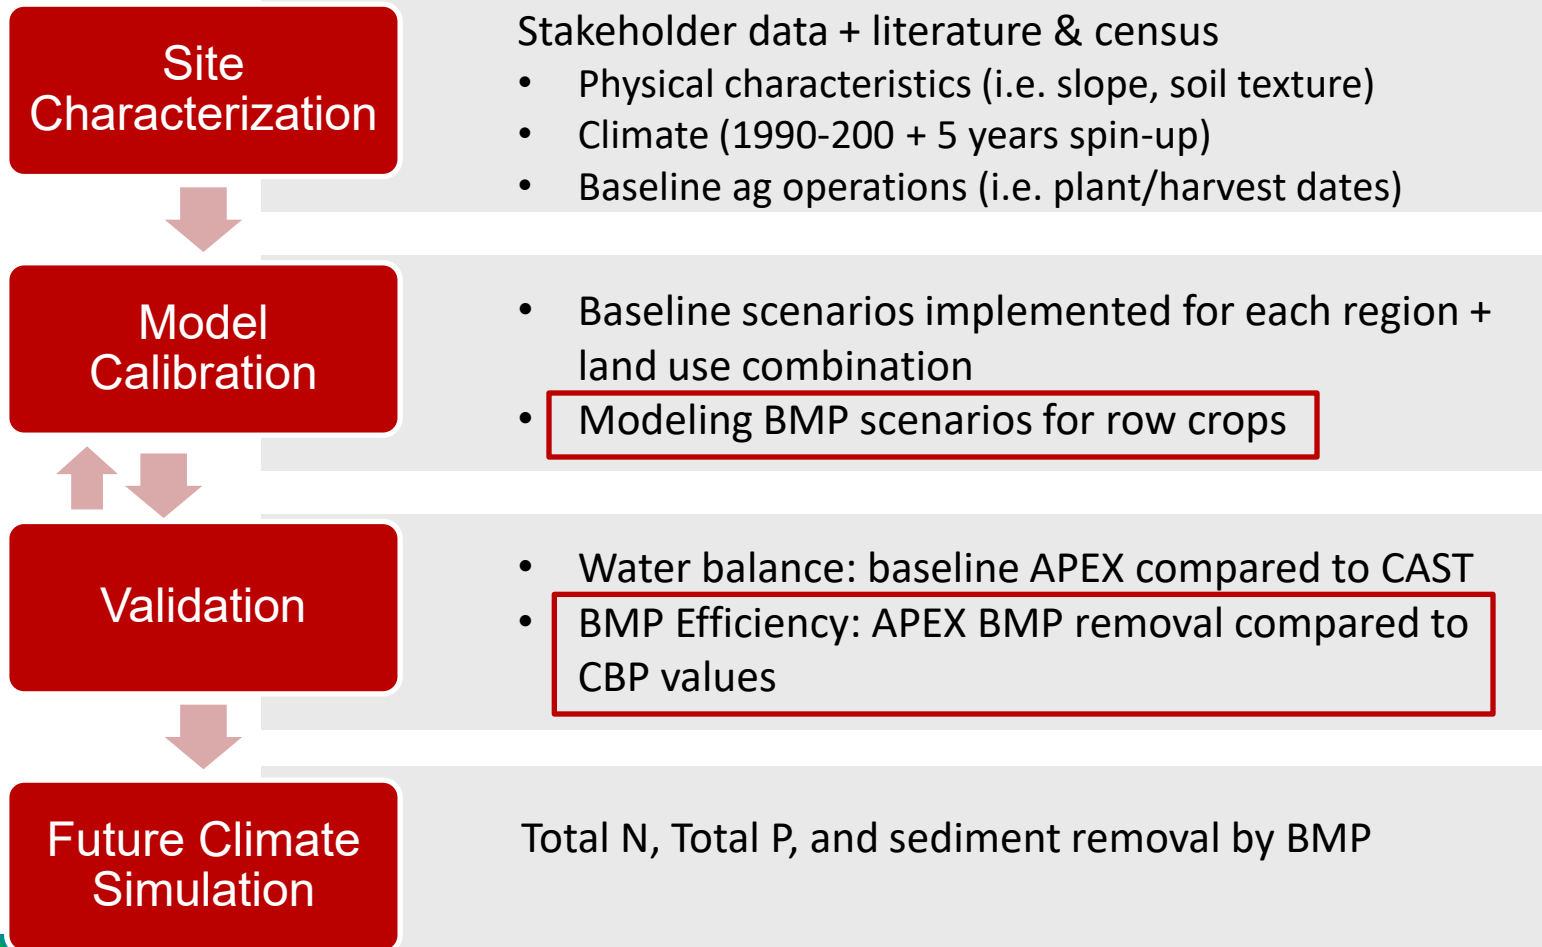 Site
Characterization
Stakeholder data + literature & census
• Physical characteristics (i.e. slope, soil texture)
• Climate (1990-200 + 5 years spin-up)
• Baseline ag operations (i.e. plant/harvest dates)
Model
Calibration
• Baseline scenarios implemented for each region +
land use combination
• Modeling BMP scenarios for row crops
Validation
• Water balance: baseline APEX compared to CAST
• BMP Efficiency: APEX BMP removal compared to
CBP values
Future Climate
Simulation
Total N, Total P, and sediment removal by BMP